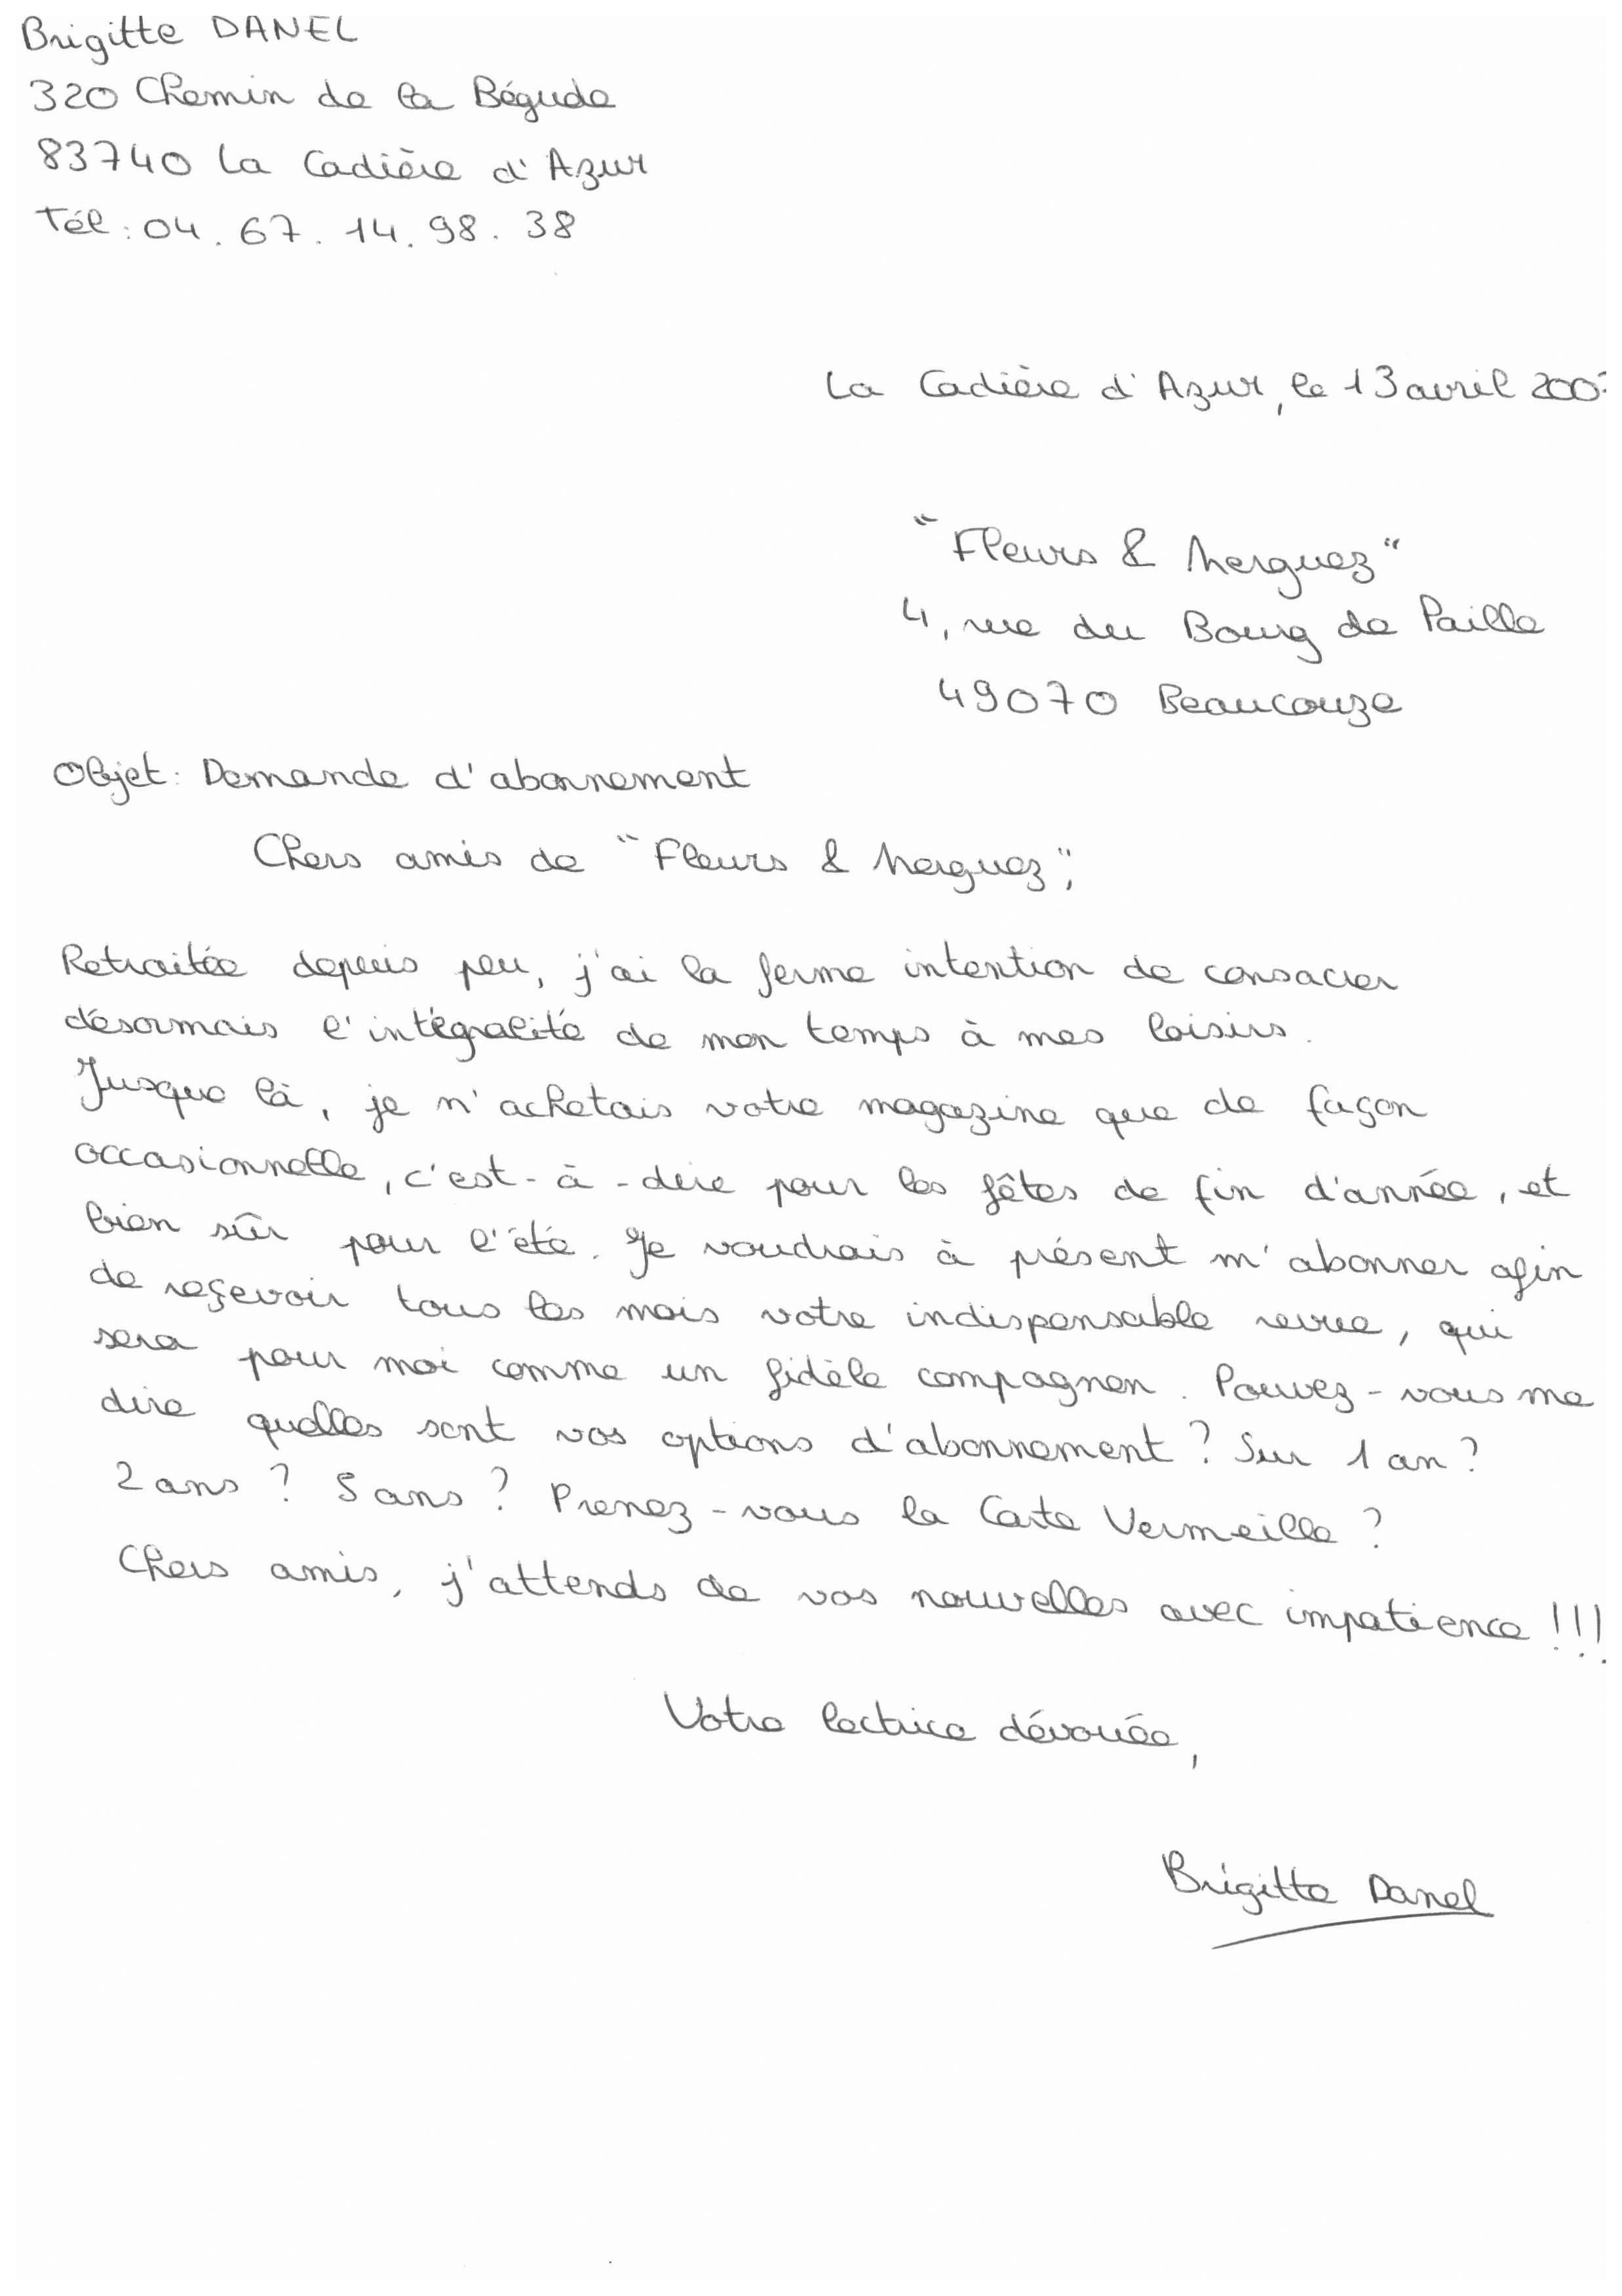 Brigitte DANEL
320 Chemin de la Bégude
83740 La Cadière d'Azur
Tél : 04. 67. 14. 98. 38
La Cadière d'Azur, le 13 avril
"Fleurs & Merguez"
4, rue du Bourg de Paille
49070 Beaucouze
Objet : Demande d'abonnement
Chers amis de "Fleurs & Merguez",
Retraitée depuis peu, j'ai la ferme intention de consacrer
désormais l'intégralité de mon temps à mes loisirs.
Jusque là, je n'achetais votre magazine que de façon
occasionnelle, c'est-à-dire pour les fêtes de fin d'année, et
bien sûr pour l'été. Je voudrais à présent m'abonner afin
de reçevoir tous les mois votre indispensable revue, qui
sera pour moi comme un fidèle compagnon. Pouvez-vous me
dire quelles sont vos options d'abonnement ? Sur 1 an ?
2 ans ? 5 ans ? Prenez-vous la Carte Vermeille ?
Chers amis, j'attends de vos nouvelles avec impatience !!!
Votre lectrice dévouée,
Brigitte Danel